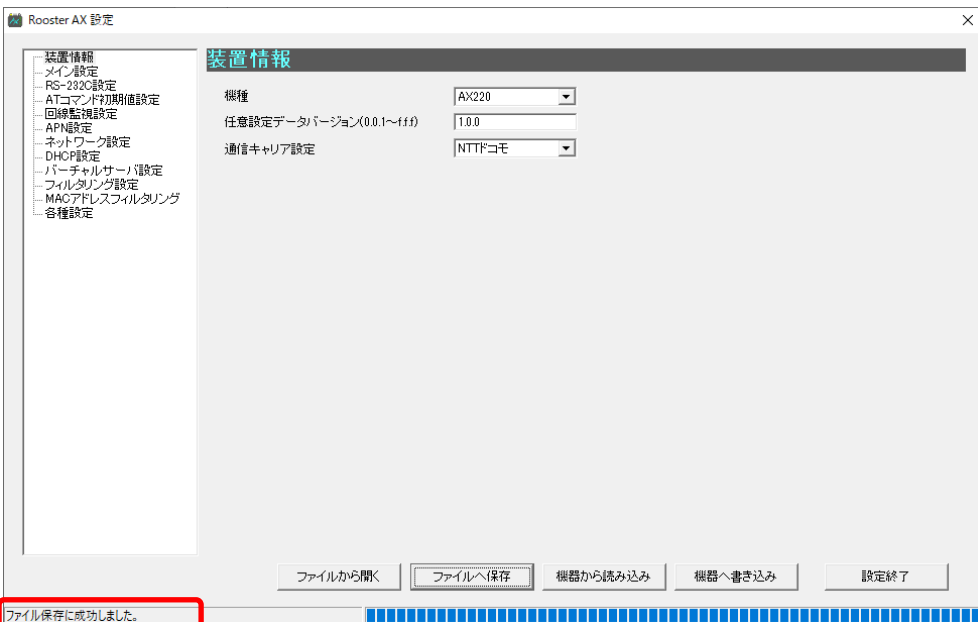 Rooster AX 設定
装置情報
メイン設定
RS-232C設定
ATコマンド初期値設定
回線監視設定
APN設定
ネットワーク設定
DHCP設定
バーチャルサーバ設定
フィルタリング設定
MACアドレスフィルタリング
各種設定
装置情報
機種 AX220
任意設定データバージョン(0.0.1～f.f.f) 1.0.0
通信キャリア設定 NTTドコモ
ファイルから開く ファイルへ保存 機器から読み込み 機器へ書き込み 設定終了
ファイル保存に成功しました。